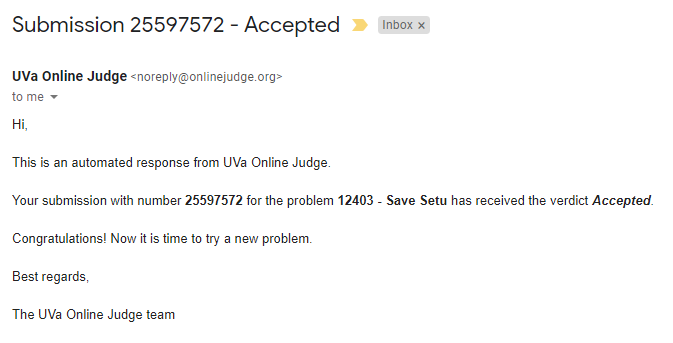 Submission 25597572 - Accepted Inbox ×
UVa Online Judge <noreply@onlinejudge.org>
to me
Hi,
This is an automated response from UVa Online Judge.
Your submission with number 25597572 for the problem 12403 - Save Setu has received the verdict Accepted.
Congratulations! Now it is time to try a new problem.
Best regards,
The UVa Online Judge team